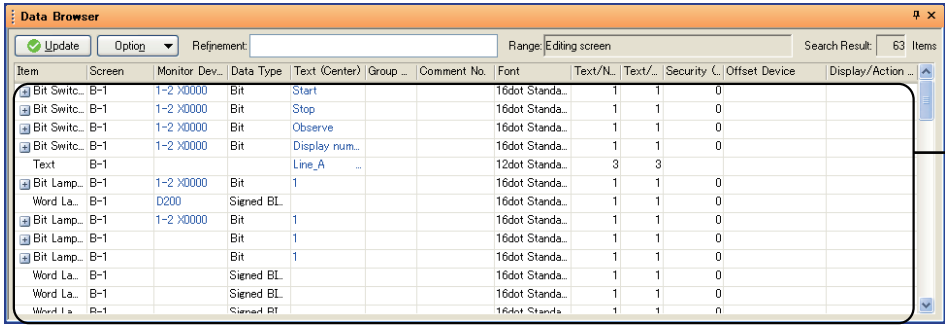 Data Browser
Update Option Refinement: Range: Editing screen Search Result: 63 Items
Item Screen Monitor Dev... Data Type Text (Center) Group ... Comment No. Font Text/N... Text/... Security (... Offset Device Display/Action ...
Bit Switc... B-1 1-2 X0000 Bit Start 16dot Standa... 1 1 0
Bit Switc... B-1 1-2 X0000 Bit Stop 16dot Standa... 1 1 0
Bit Switc... B-1 1-2 X0000 Bit Observe 16dot Standa... 1 1 0
Bit Switc... B-1 1-2 X0000 Bit Display num... 16dot Standa... 1 1 0
Text B-1 Line_A ... 12dot Standa... 3 3
Bit Lamp... B-1 1-2 X0000 Bit 1 16dot Standa... 1 1 0
Word La... B-1 D200 Signed BI... 16dot Standa... 1 1 0
Bit Lamp... B-1 1-2 X0000 Bit 1 16dot Standa... 1 1 0
Bit Lamp... B-1 Bit 1 16dot Standa... 1 1 0
Word La... B-1 Signed BI... 16dot Standa... 1 1 0
Word La... B-1 Signed BI... 16dot Standa... 1 1 0
Word La... B-1 Signed BI... 16dot Standa... 1 1 0